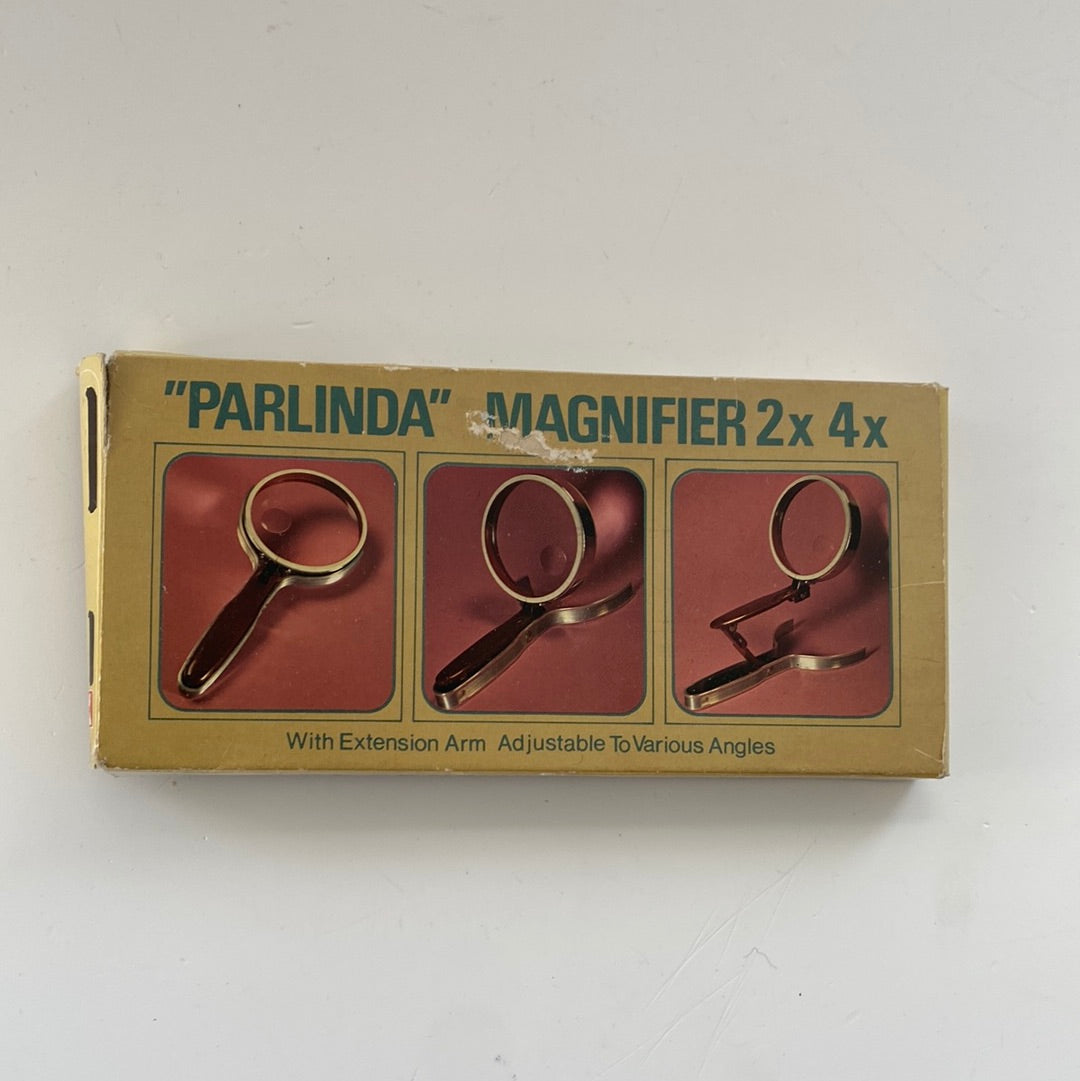 "PARLINDA" MAGNIFIER 2x 4x
With Extension Arm Adjustable To Various Angles